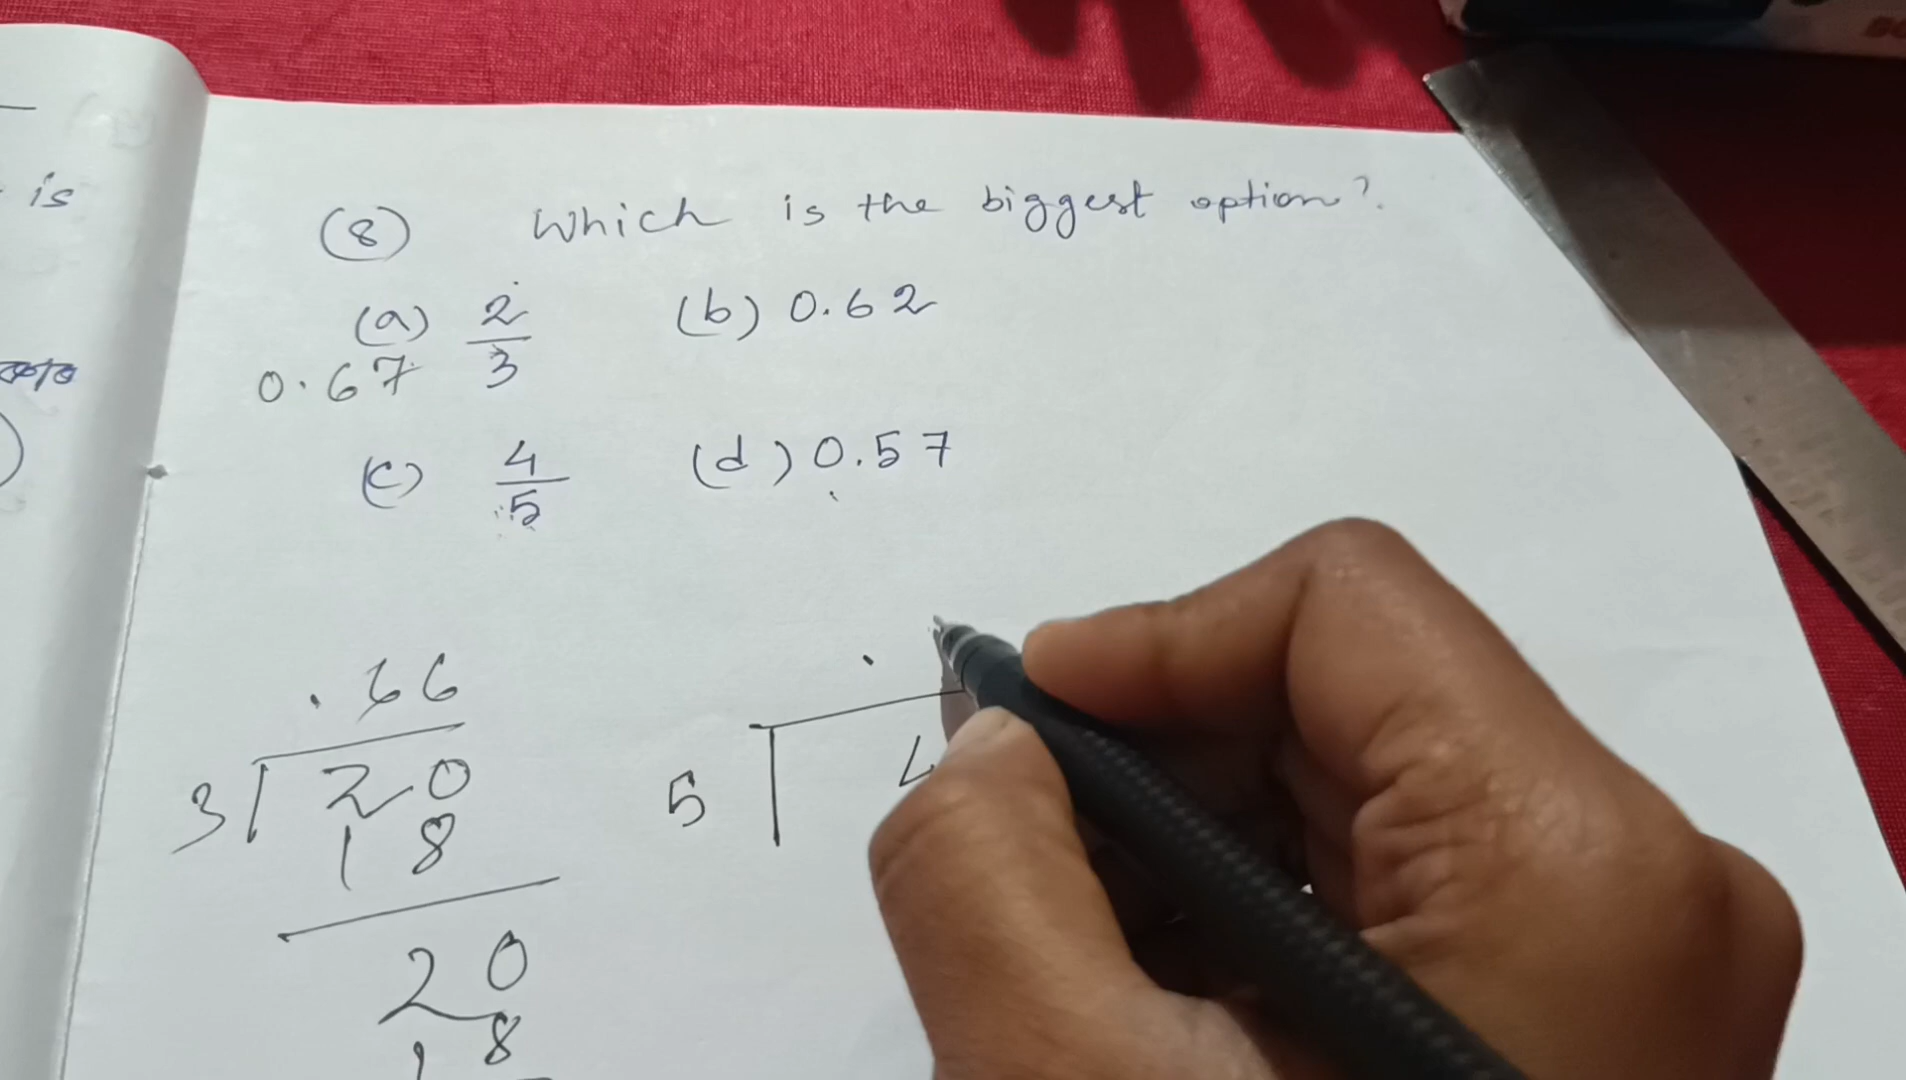 is
(8) Which is the biggest option?
(a) 2/3 (b) 0.62
0.67
(c) 4/5 (d) 0.57
.66
3 20
18
20
18
.
5 4